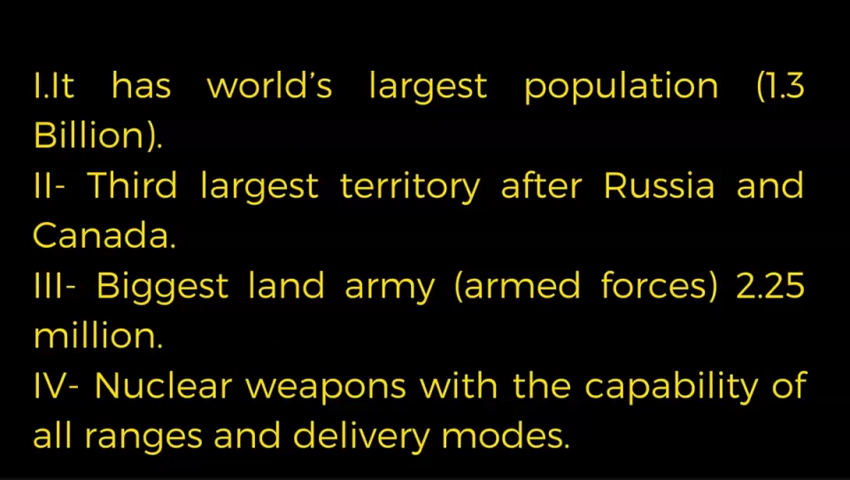 I.It has world's largest population (1.3
Billion).
II- Third largest territory after Russia and
Canada.
III- Biggest land army (armed forces) 2.25
million.
IV- Nuclear weapons with the capability of
all ranges and delivery modes.